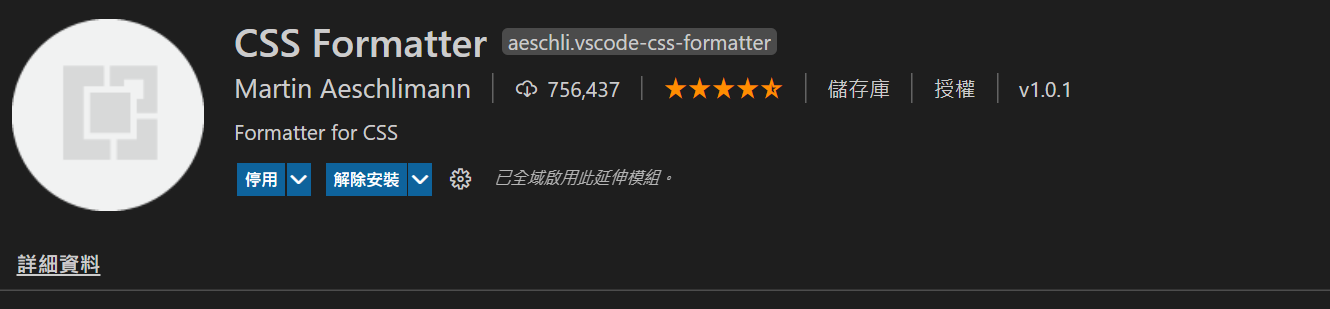 CSS Formatter aeschli.vscode-css-formatter
Martin Aeschlimann 756,437 儲存庫 授權 v1.0.1
Formatter for CSS
停用 解除安裝 已全域啟用此延伸模組。
詳細資料